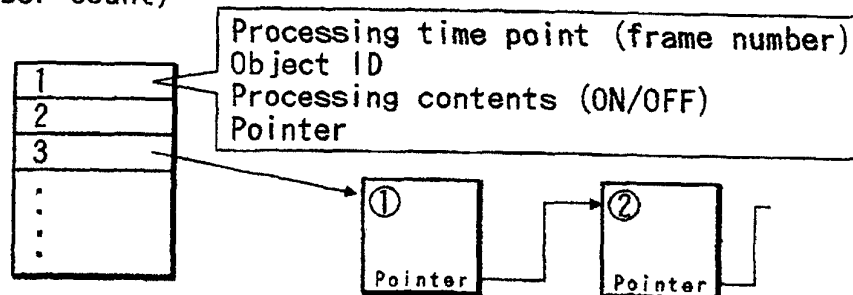 count)
Processing time point (frame number)
Object ID
Processing contents (ON/OFF)
Pointer
1
2
3
①
②
Pointer
Pointer